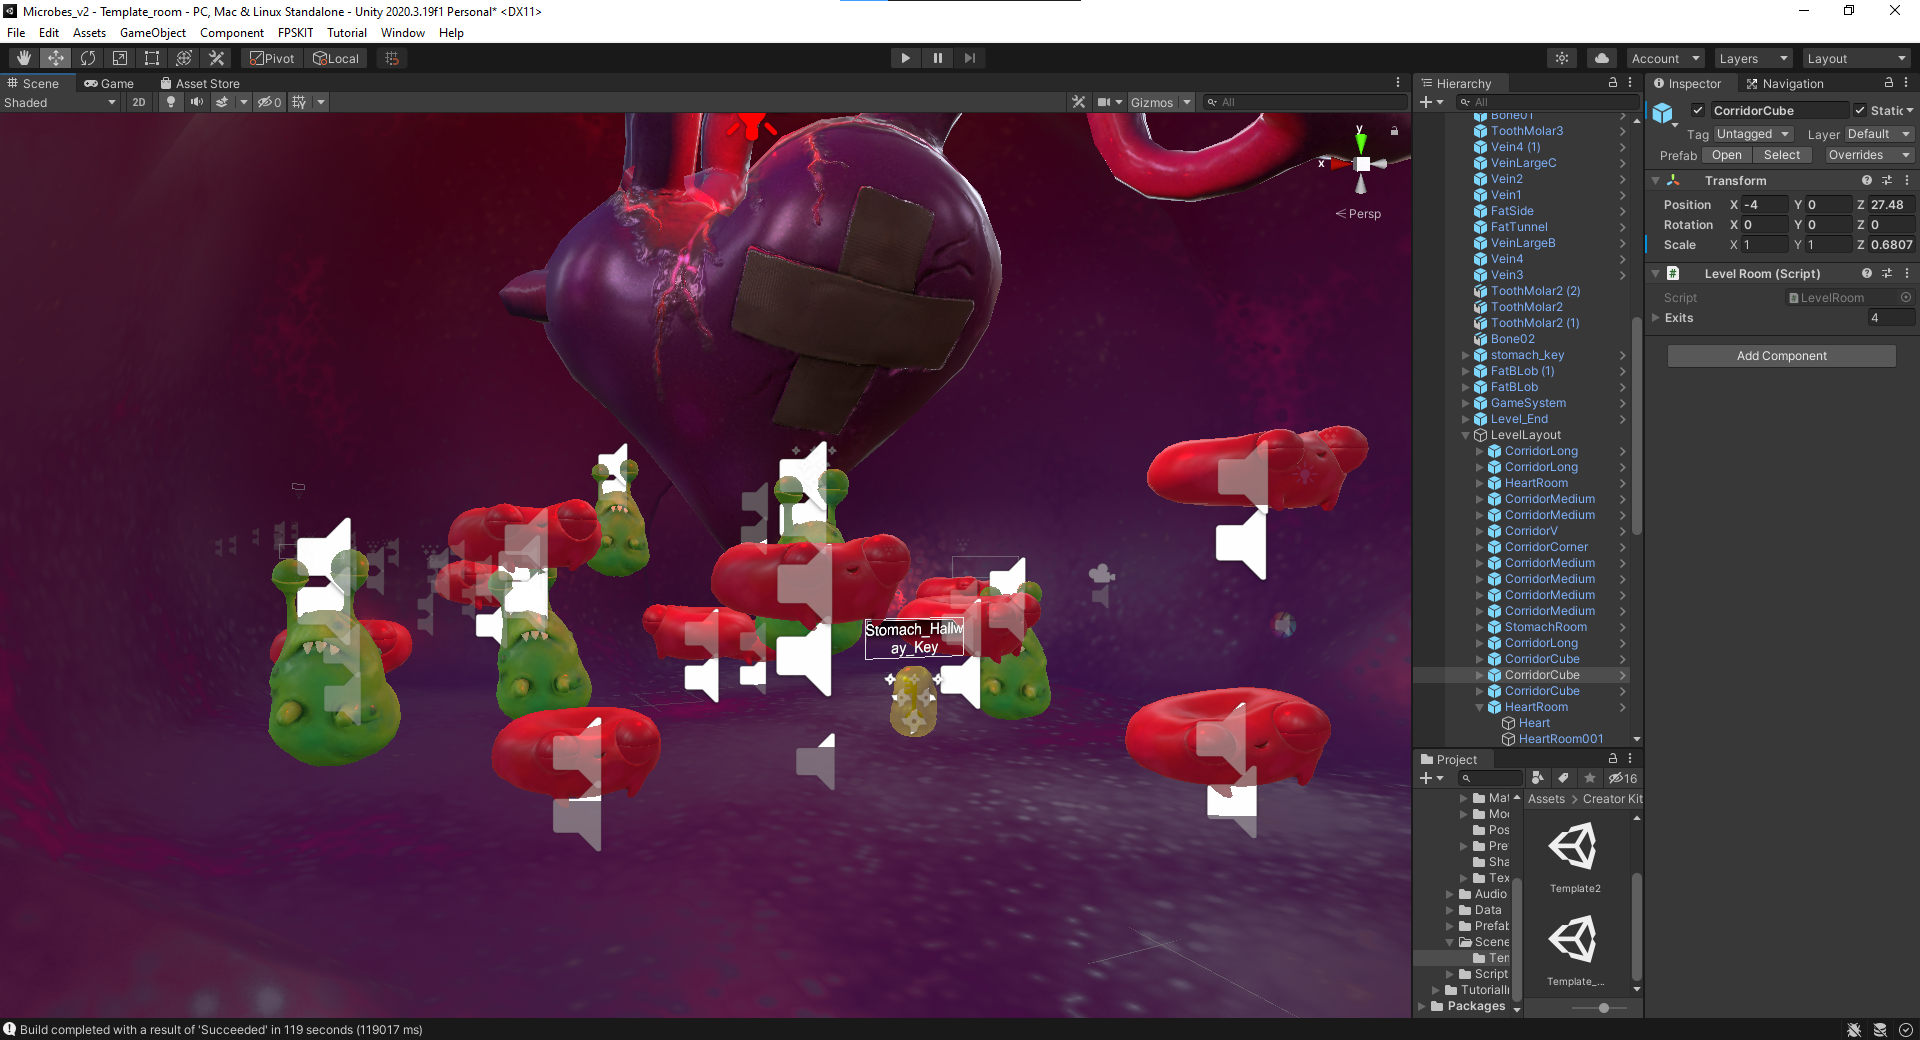 Microbes_v2 - Template_room - PC, Mac & Linux Standalone - Unity 2020.3.19f1 Personal* <DX11>
File Edit Assets GameObject Component FPSKIT Tutorial Window Help
Pivot Local Account Layers Layout
Scene Game Asset Store
Shaded 2D 0 Gizmos All
y
x
Persp
Stomach_Hallw
ay_Key
Hierarchy
All
Bone01
ToothMolar3
Vein4 (1)
VeinLargeC
Vein2
Vein1
FatSide
FatTunnel
VeinLargeB
Vein4
Vein3
ToothMolar2 (2)
ToothMolar2
ToothMolar2 (1)
Bone02
stomach_key
FatBLob (1)
FatBLob
GameSystem
Level_End
LevelLayout
CorridorLong
CorridorLong
HeartRoom
CorridorMedium
CorridorMedium
CorridorV
CorridorCorner
CorridorMedium
CorridorMedium
CorridorMedium
CorridorMedium
StomachRoom
CorridorLong
CorridorCube
CorridorCube
CorridorCube
HeartRoom
Heart
HeartRoom001
Project
16
Mat
Mod
Pos
Pre
Sha
Tex
Audio
Data
Prefab
Scene
Tem
Script
TutorialI
Packages
Assets > Creator Kit
Template2
Template_...
Inspector Navigation
CorridorCube Static
Tag Untagged Layer Default
Prefab Open Select Overrides
Transform
Position X -4 Y 0 Z 27.48
Rotation X 0 Y 0 Z 0
Scale X 1 Y 1 Z 0.6807
Level Room (Script)
Script LevelRoom
Exits 4
Add Component
Build completed with a result of 'Succeeded' in 119 seconds (119017 ms)